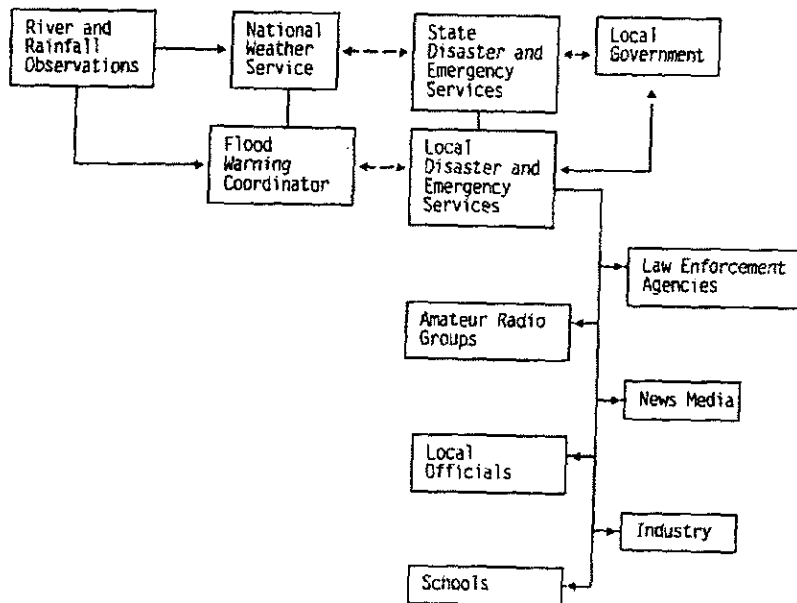 River and
Rainfall
Observations
National
Weather
Service
State
Disaster and
Emergency
Services
Local
Government
Flood
Warning
Coordinator
Local
Disaster and
Emergency
Services
Law Enforcement
Agencies
Amateur Radio
Groups
News Media
Local
Officials
Industry
Schools